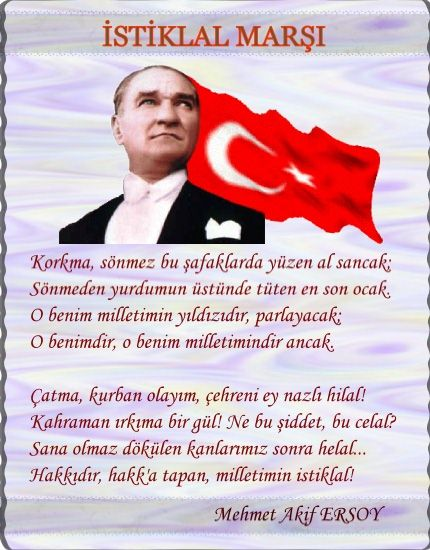 İSTİKLAL MARŞI
Korkma, sönmez bu şafaklarda yüzen al sancak;
Sönmeden yurdumun üstünde tüten en son ocak.
O benim milletimin yıldızıdır, parlayacak;
O benimdir, o benim milletimindir ancak.
Çatma, kurban olayım, çehreni ey nazlı hilal!
Kahraman ırkıma bir gül! Ne bu şiddet, bu celal?
Sana olmaz dökülen kanlarımız sonra helal...
Hakkıdır, hakk'a tapan, milletimin istiklal!
Mehmet Akif ERSOY